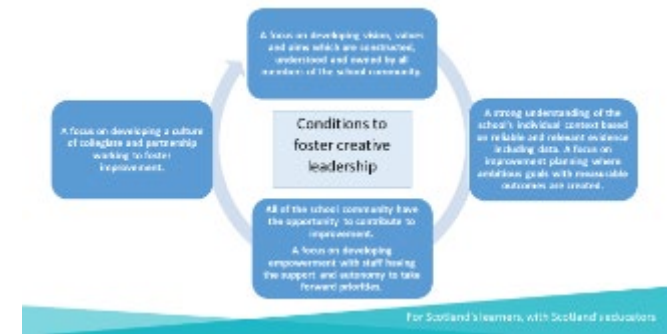 A focus on developing vision, values
and aims which are constructed,
understood and owned by all
members of the school community.
A focus on developing a culture
of collegiate and partnership
working to foster
improvement.
Conditions to
foster creative
leadership
A strong understanding of the
school's individual context based
on reliable and relevant evidence
including data. A focus on
improvement planning where
ambitious goals with measurable
outcomes are created.
All of the school community have
the opportunity to contribute to
improvement.
A focus on developing
empowerment with staff having
the support and autonomy to take
forward priorities.
For Scotland's learners, with Scotland's educators